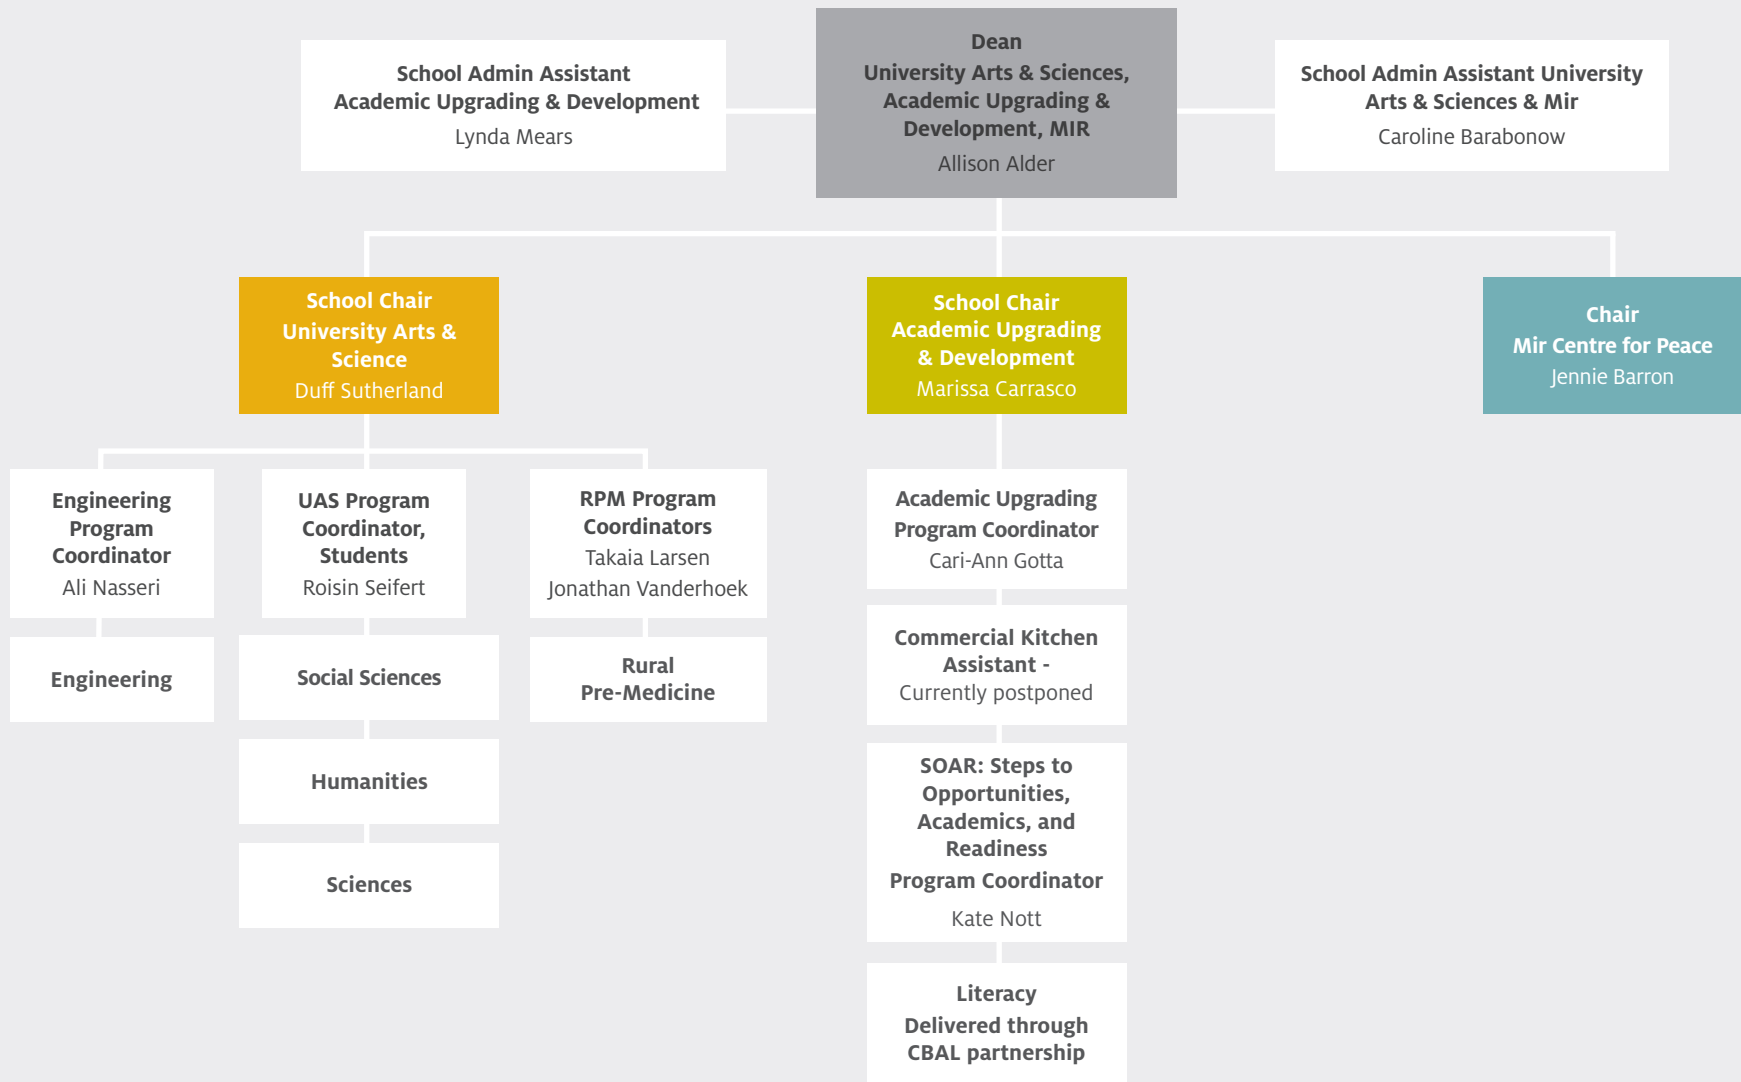 School Admin Assistant
Academic Upgrading & Development
Lynda Mears
Dean
University Arts & Sciences,
Academic Upgrading &
Development, MIR
Allison Alder
School Admin Assistant University
Arts & Sciences & Mir
Caroline Barabonow
School Chair
University Arts &
Science
Duff Sutherland
School Chair
Academic Upgrading
& Development
Marissa Carrasco
Chair
Mir Centre for Peace
Jennie Barron
Engineering
Program
Coordinator
Ali Nasseri
UAS Program
Coordinator,
Students
Roisin Seifert
RPM Program
Coordinators
Takaia Larsen
Jonathan Vanderhoek
Academic Upgrading
Program Coordinator
Cari-Ann Gotta
Engineering
Social Sciences
Rural
Pre-Medicine
Commercial Kitchen
Assistant -
Currently postponed
Humanities
SOAR: Steps to
Opportunities,
Academics, and
Readiness
Program Coordinator
Kate Nott
Sciences
Literacy
Delivered through
CBAL partnership